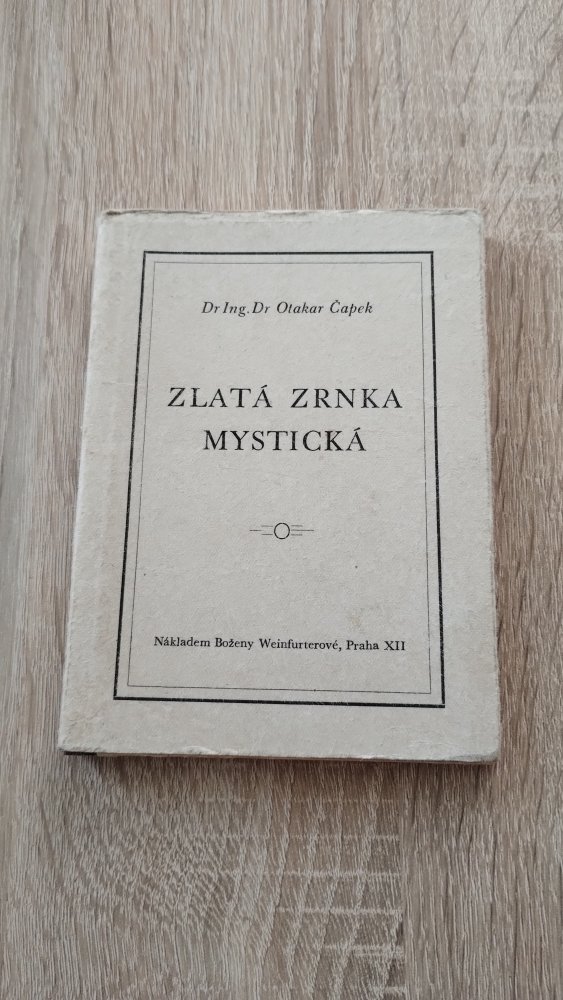 Dr Ing. Dr Otakar Čapek
ZLATÁ ZRNKA
MYSTICKÁ
Nákladem Boženy Weinfurterové, Praha XII